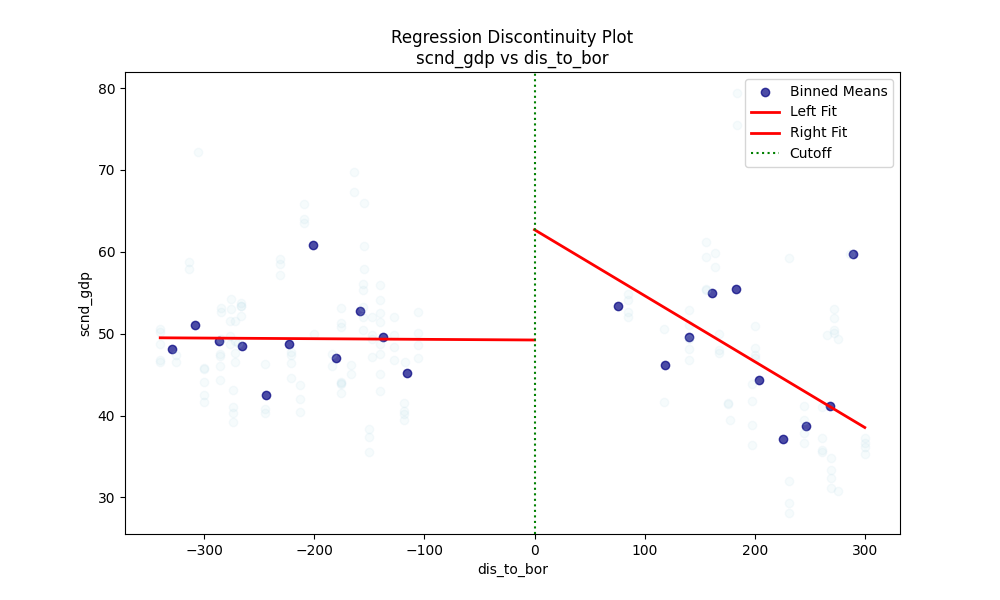 Regression Discontinuity Plot
scnd_gdp vs dis_to_bor
Binned Means
Left Fit
Right Fit
Cutoff
scnd_gdp
80
70
60
50
40
30
−300
−200
−100
0
100
200
300
dis_to_bor